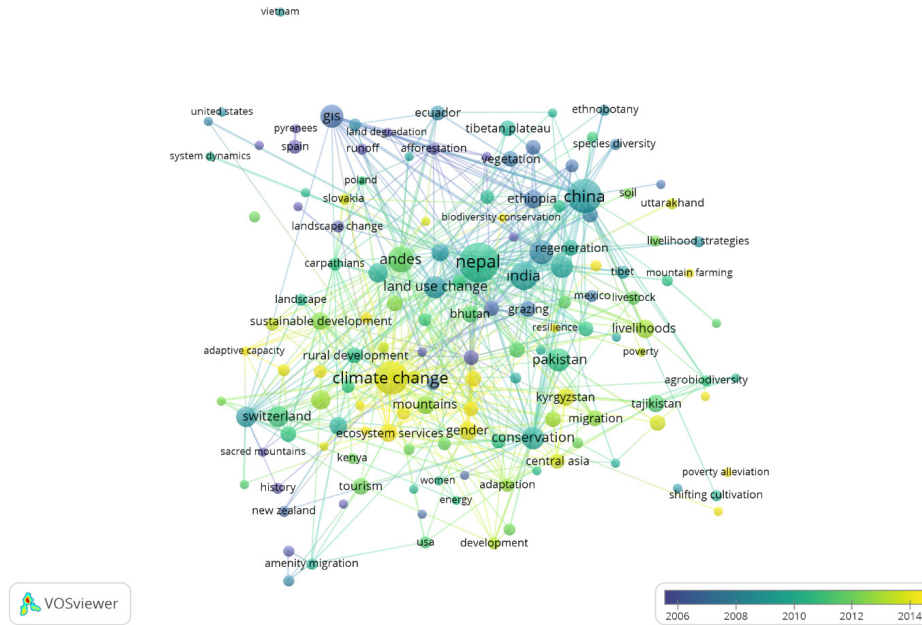 vietnam
united states
gis
ecuador
ethnobotany
pyrenees
land degradation
tibetan plateau
spain
runoff
afforestation
species diversity
system dynamics
vegetation
poland
slovakia
ethiopia
china
soil
uttarakhand
biodiversity conservation
landscape change
livelihood strategies
regeneration
carpathians
andes
nepal
india
tibet
mountain farming
land use change
landscape
mexico
livestock
bhutan
grazing
sustainable development
resilience
livelihoods
adaptive capacity
rural development
pakistan
poverty
climate change
agrobiodiversity
mountains
kyrgyzstan
tajikistan
switzerland
migration
ecosystem services
gender
conservation
sacred mountains
kenya
central asia
poverty alleviation
history
tourism
women
adaptation
shifting cultivation
new zealand
energy
usa
development
amenity migration
VOSviewer
2006 2008 2010 2012 2014